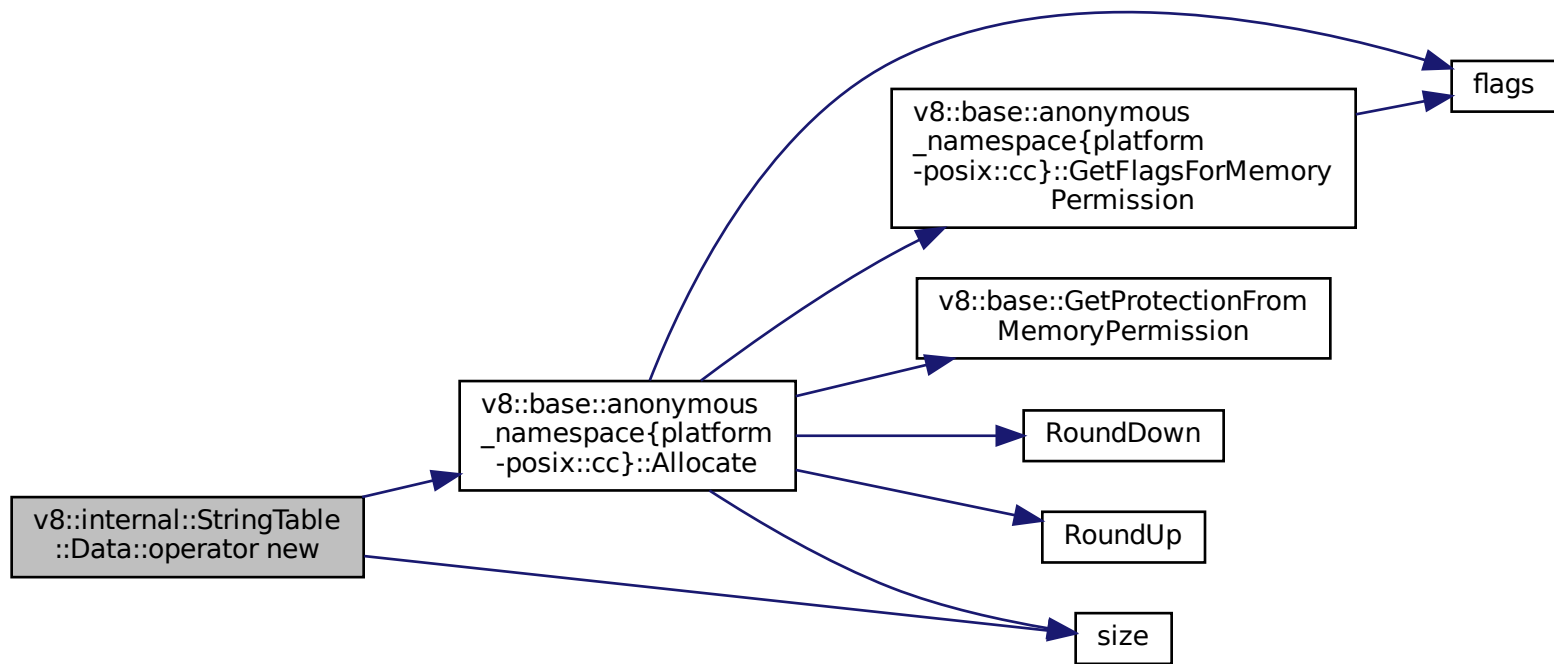 v8::internal::StringTable
::Data::operator new
v8::base::anonymous
_namespace{platform
-posix::cc}::Allocate
v8::base::anonymous
_namespace{platform
-posix::cc}::GetFlagsForMemory
Permission
flags
v8::base::GetProtectionFrom
MemoryPermission
RoundDown
RoundUp
size